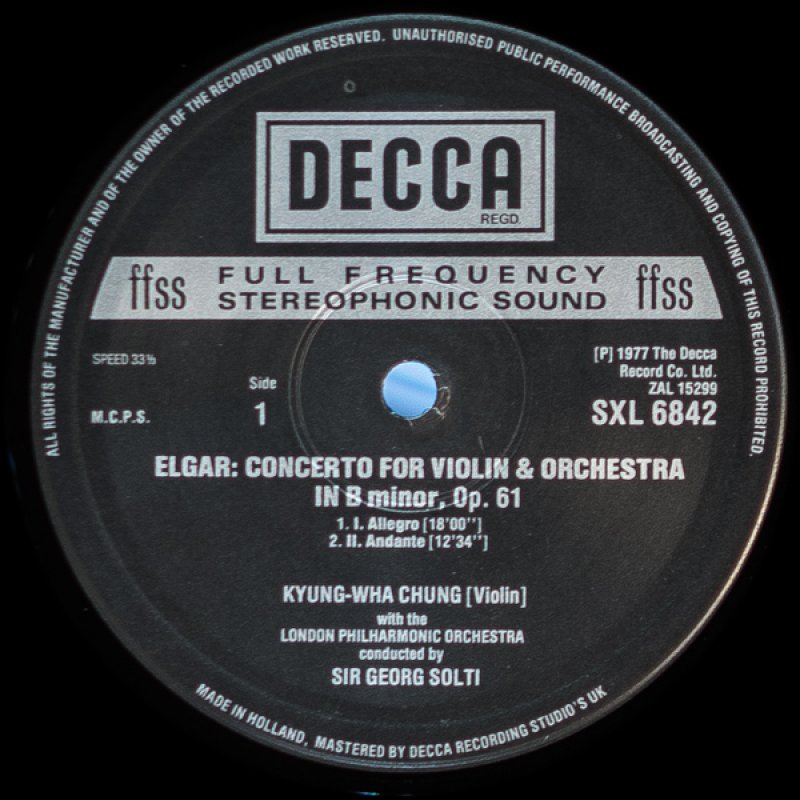 ALL RIGHTS OF THE MANUFACTURER AND OF THE OWNER OF THE RECORDED WORK RESERVED. UNAUTHORISED PUBLIC PERFORMANCE BROADCASTING AND COPYING OF THIS RECORD PROHIBITED.
DECCA
REGD.
ffss FULL FREQUENCY STEREOPHONIC SOUND ffss
SPEED 33⅓
[P] 1977 The Decca
Record Co. Ltd.
ZAL 15299
SXL 6842
Side
1
M.C.P.S.
ELGAR: CONCERTO FOR VIOLIN & ORCHESTRA
IN B minor, Op. 61
1. I. Allegro [18'00"]
2. II. Andante [12'34"]
KYUNG-WHA CHUNG [Violin]
with the
LONDON PHILHARMONIC ORCHESTRA
conducted by
SIR GEORG SOLTI
MADE IN HOLLAND, MASTERED BY DECCA RECORDING STUDIO'S UK